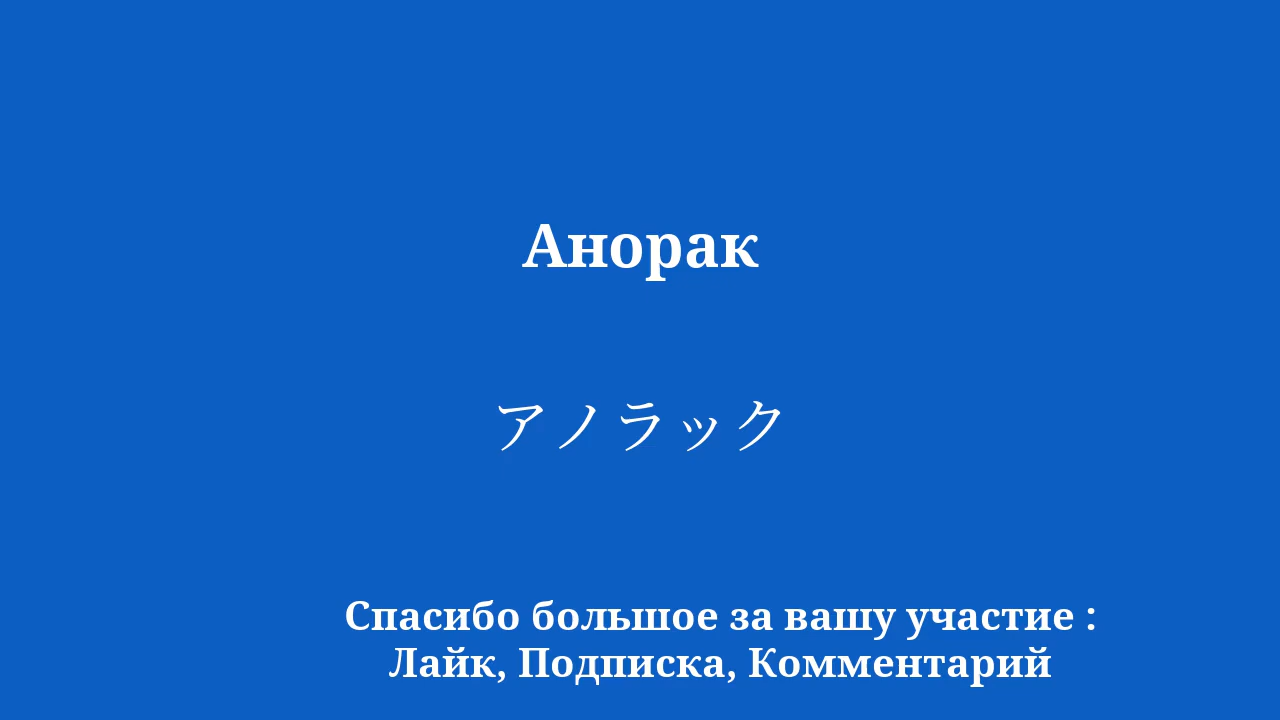 Анорак
アノラック
Спасибо большое за вашу участие :
Лайк, Подписка, Комментарий